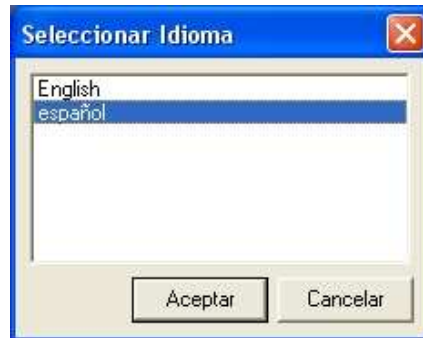 Seleccionar Idioma
English
español
Aceptar
Cancelar